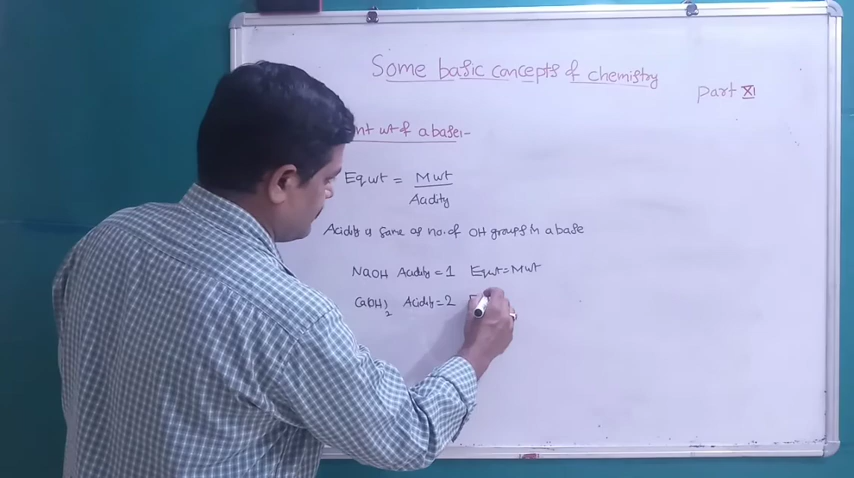 Some basic concepts of chemistry
Part XI
nt wt of a base:-
Eq wt = M wt / Acidity
Acidity is same as no. of OH groups in a base
NaOH Acidity = 1 Eq wt = M wt
Ca(OH)2 Acidity = 2